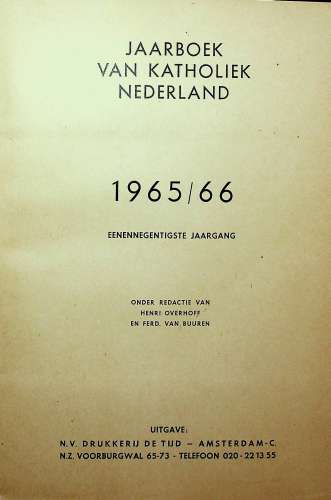 JAARBOEK
VAN KATHOLIEK
NEDERLAND
1965/66
EENENNEGENTIGSTE JAARGANG
ONDER REDACTIE VAN
HENRI OVERHOFF
EN FERD. VAN BUUREN
UITGAVE:
N.V. DRUKKERIJ DE TIJD – AMSTERDAM-C.
N.Z. VOORBURGWAL 65-73 - TELEFOON 020-221355